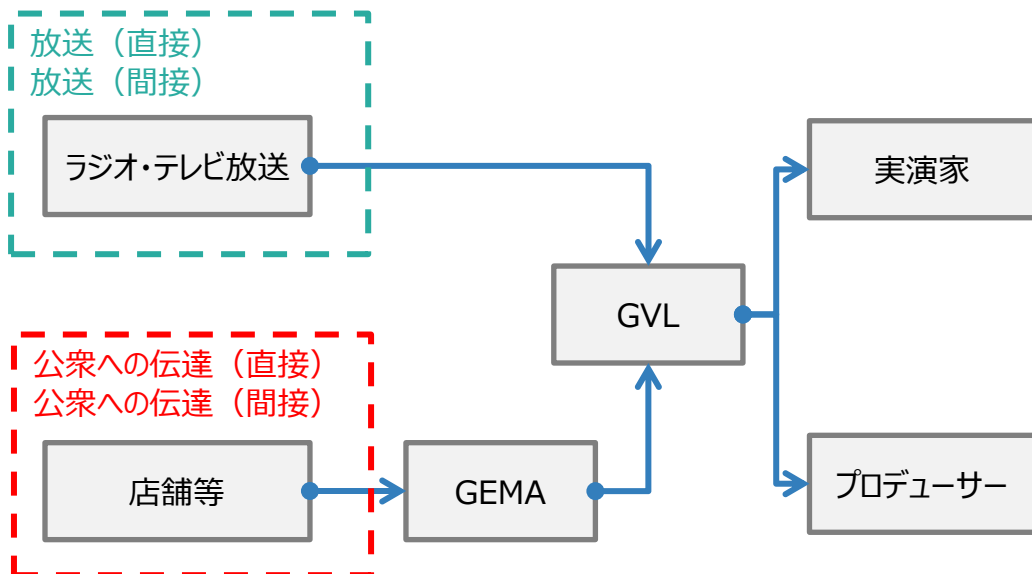 放送（直接）
放送（間接）
ラジオ・テレビ放送
実演家
GVL
公衆への伝達（直接）
公衆への伝達（間接）
店舗等
GEMA
プロデューサー